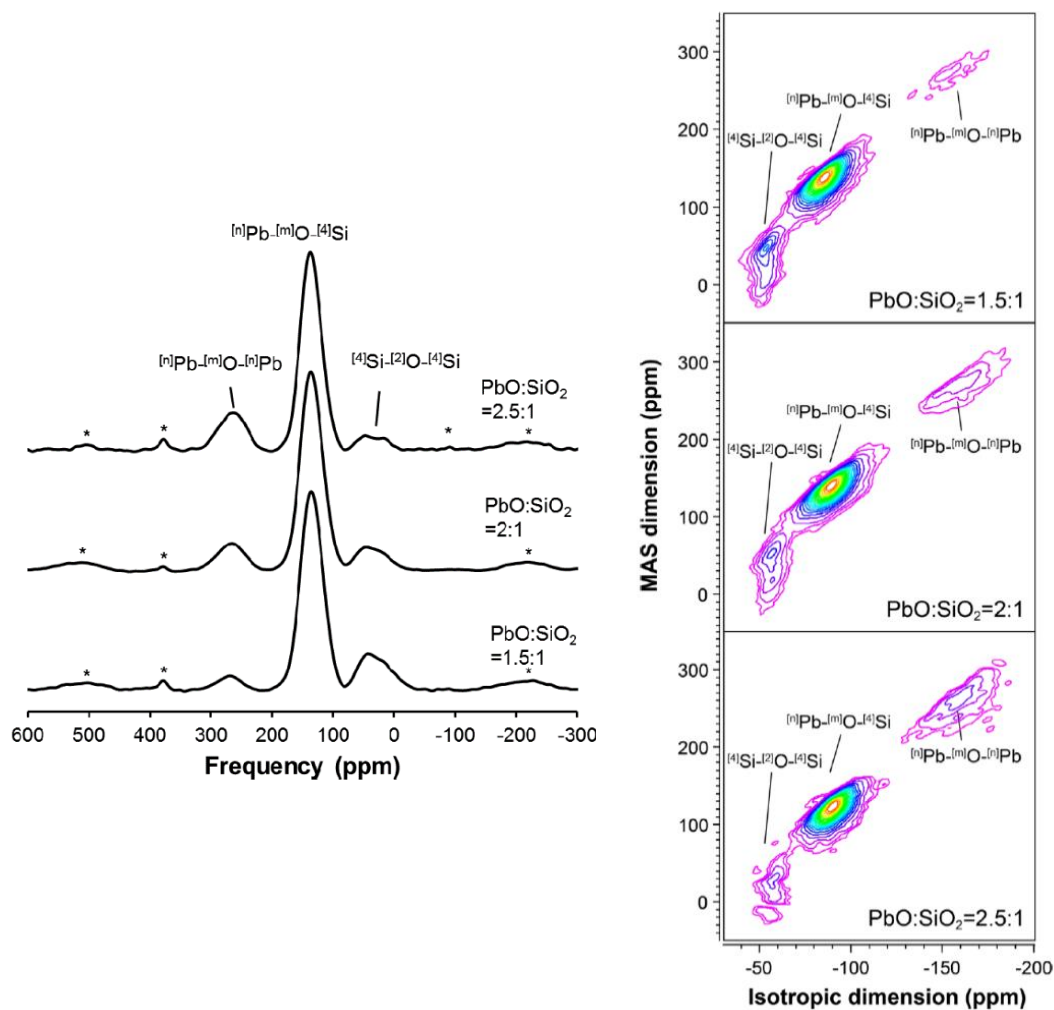 [n]Pb-[m]O-[4]Si
[n]Pb-[m]O-[n]Pb
[4]Si-[2]O-[4]Si
PbO:SiO₂
=2.5:1
* * * *
PbO:SiO₂
=2:1
* * *
PbO:SiO₂
=1.5:1
* * *
600 500 400 300 200 100 0 -100 -200 -300
Frequency (ppm)
MAS dimension (ppm)
300
200
100
0
[n]Pb-[m]O-[4]Si
[4]Si-[2]O-[4]Si
[n]Pb-[m]O-[n]Pb
PbO:SiO₂=1.5:1
300
200
100
0
[n]Pb-[m]O-[4]Si
[4]Si-[2]O-[4]Si
[n]Pb-[m]O-[n]Pb
PbO:SiO₂=2:1
300
200
100
0
[n]Pb-[m]O-[4]Si
[4]Si-[2]O-[4]Si
[n]Pb-[m]O-[n]Pb
PbO:SiO₂=2.5:1
-50 -100 -150 -200
Isotropic dimension (ppm)